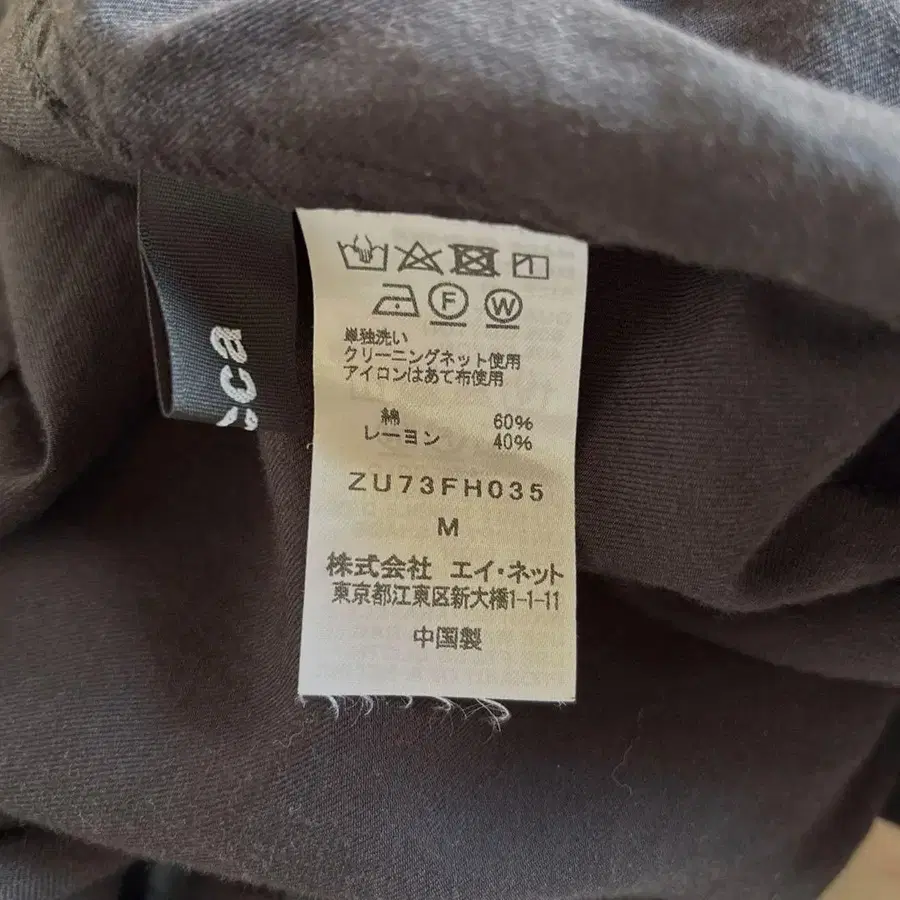 F W
単独洗い
クリーニングネット使用
アイロンはあて布使用
綿 60%
レーヨン 40%
ZU73FH035
M
株式会社 エイ・ネット
東京都江東区新大橋1-1-11
中国製
cca